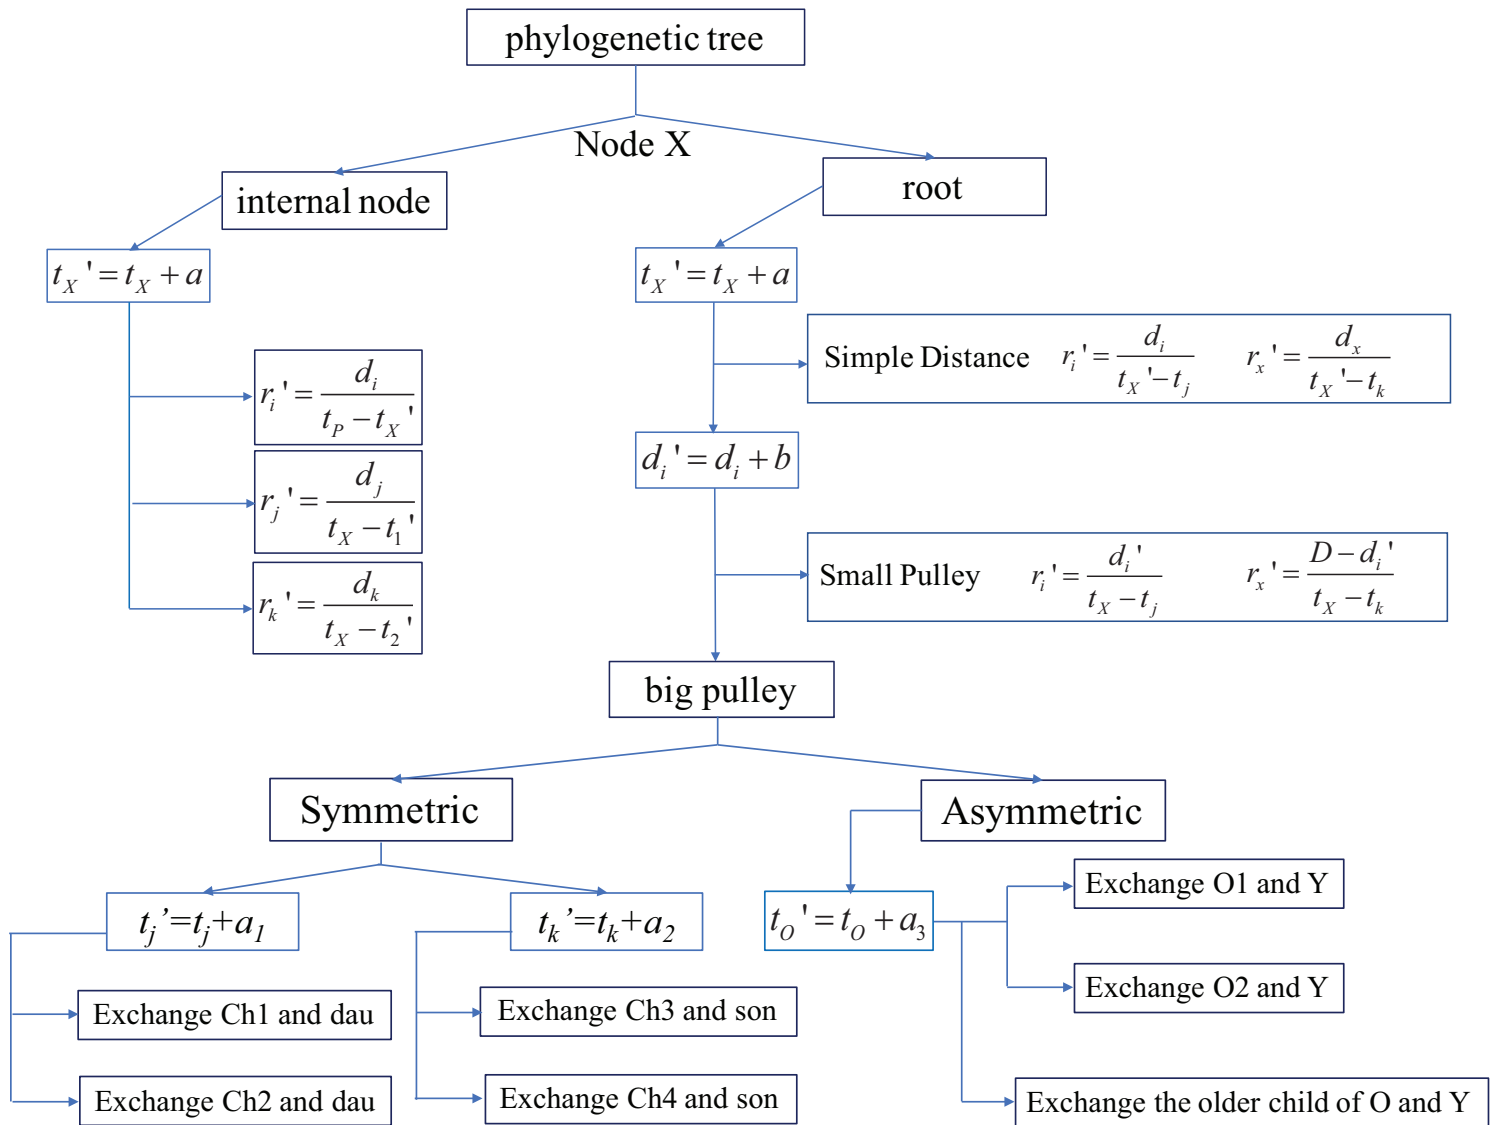 phylogenetic tree
Node X
internal node
root
t_X' = t_X + a
t_X' = t_X + a
r_i' = d_i / (t_P − t_X')
r_j' = d_j / (t_X − t_1')
r_k' = d_k / (t_X − t_2')
Simple Distance r_i' = d_i / (t_X' − t_j) r_x' = d_x / (t_X' − t_k)
d_i' = d_i + b
Small Pulley r_i' = d_i' / (t_X − t_j) r_x' = (D − d_i') / (t_X − t_k)
big pulley
Symmetric
Asymmetric
t_j’=t_j+a_1
t_k’=t_k+a_2
t_O' = t_O + a_3
Exchange Ch1 and dau
Exchange Ch2 and dau
Exchange Ch3 and son
Exchange Ch4 and son
Exchange O1 and Y
Exchange O2 and Y
Exchange the older child of O and Y